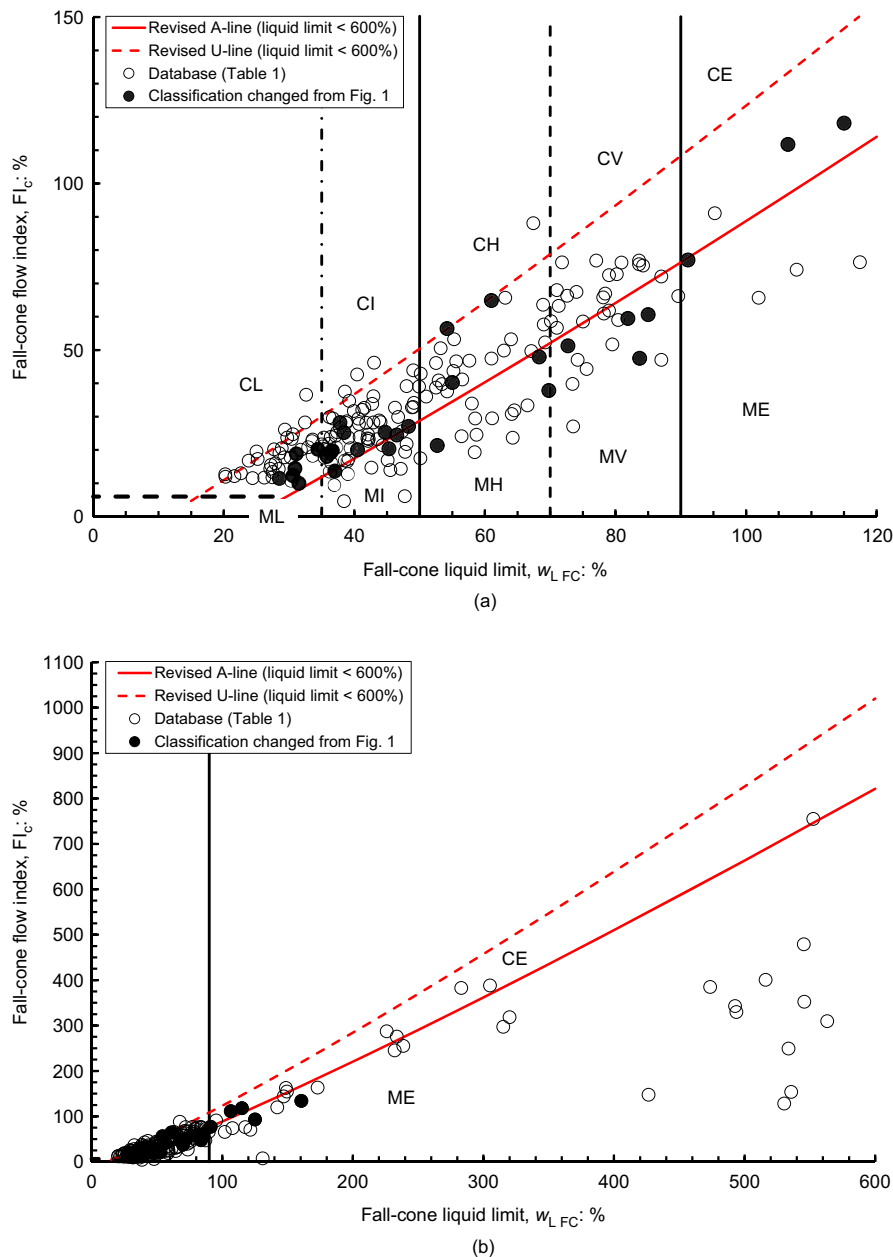 150
100
50
0
Fall-cone flow index, FIc: %
Revised A-line (liquid limit < 600%)
Revised U-line (liquid limit < 600%)
Database (Table 1)
Classification changed from Fig. 1
CE
CV
CH
CI
CL
ME
MV
MH
MI
ML
0 20 40 60 80 100 120
Fall-cone liquid limit, wL FC: %
(a)
1100
1000
900
800
700
600
500
400
300
200
100
0
Fall-cone flow index, FIc: %
Revised A-line (liquid limit < 600%)
Revised U-line (liquid limit < 600%)
Database (Table 1)
Classification changed from Fig. 1
CE
ME
0 100 200 300 400 500 600
Fall-cone liquid limit, wL FC: %
(b)